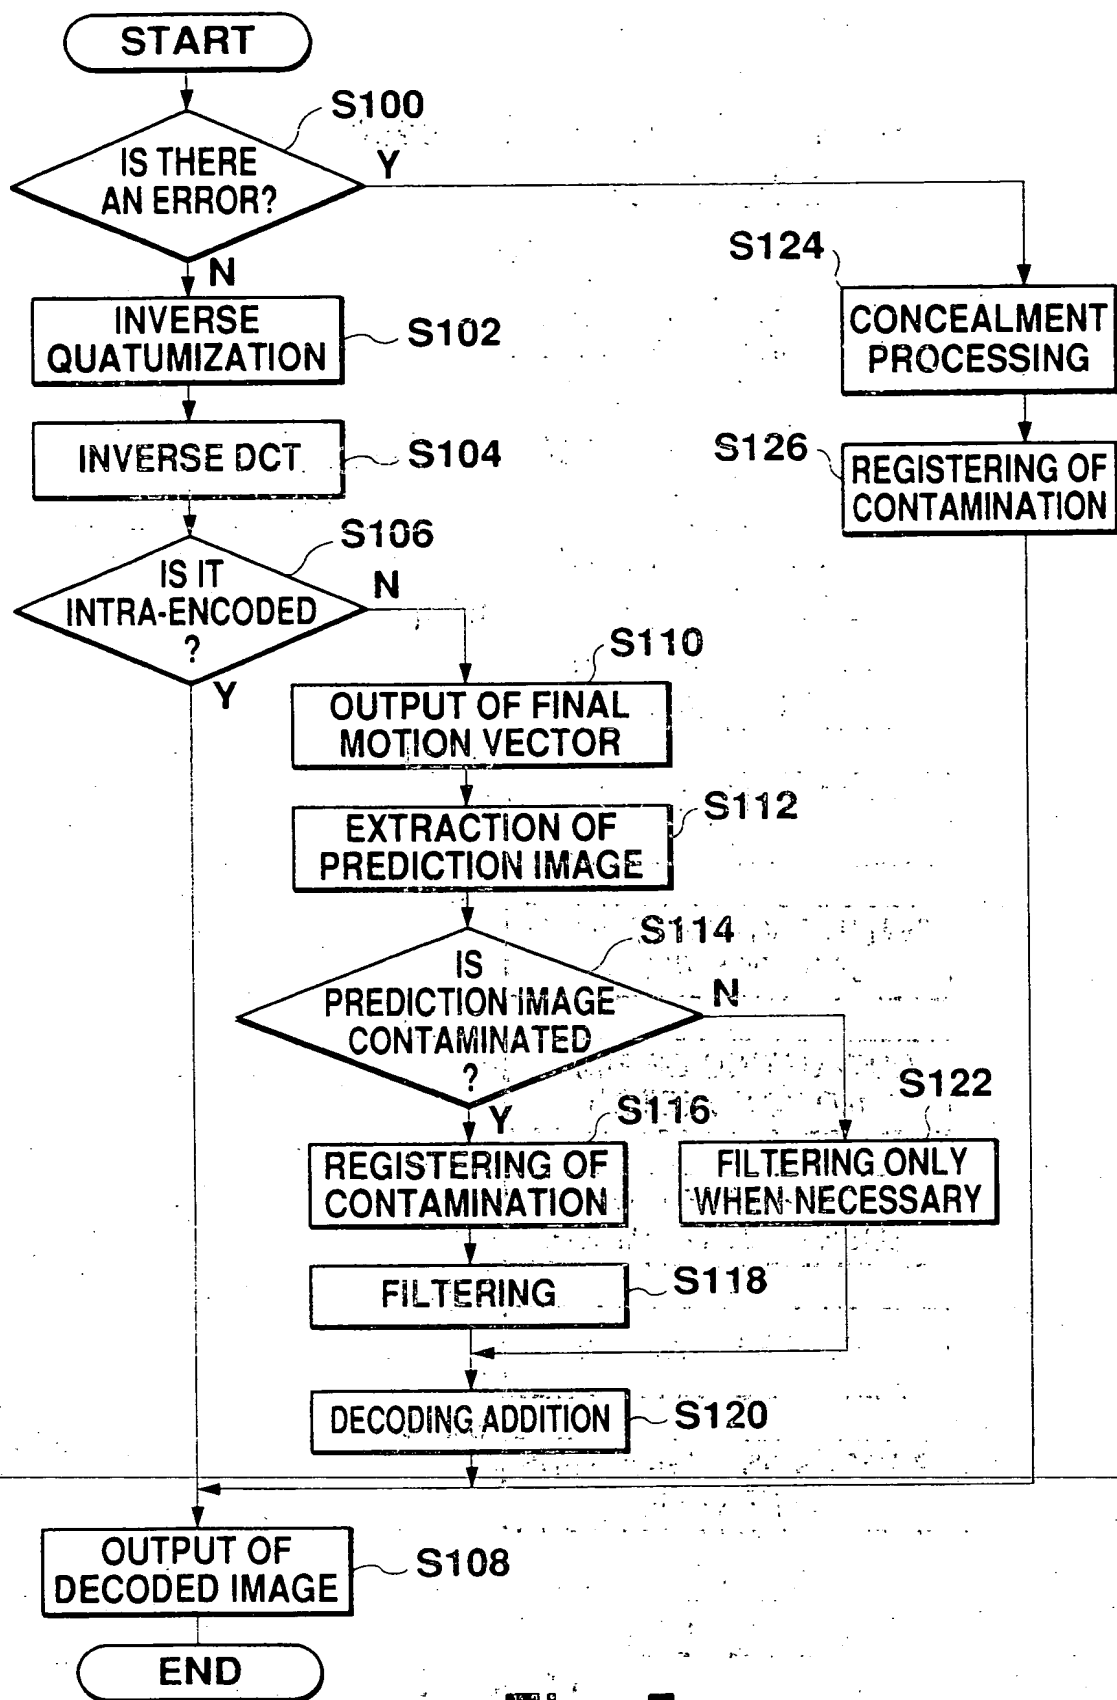 START
S100
IS THERE
AN ERROR?
Y
N
S124
CONCEALMENT
PROCESSING
INVERSE
QUATUMIZATION
S102
INVERSE DCT
S104
S126
REGISTERING OF
CONTAMINATION
S106
IS IT
INTRA-ENCODED
?
N
Y
S110
OUTPUT OF FINAL
MOTION VECTOR
S112
EXTRACTION OF
PREDICTION IMAGE
S114
IS
PREDICTION IMAGE
CONTAMINATED
?
N
Y
S116
REGISTERING OF
CONTAMINATION
S122
FILTERING ONLY
WHEN NECESSARY
FILTERING
S118
DECODING ADDITION
S120
OUTPUT OF
DECODED IMAGE
S108
END